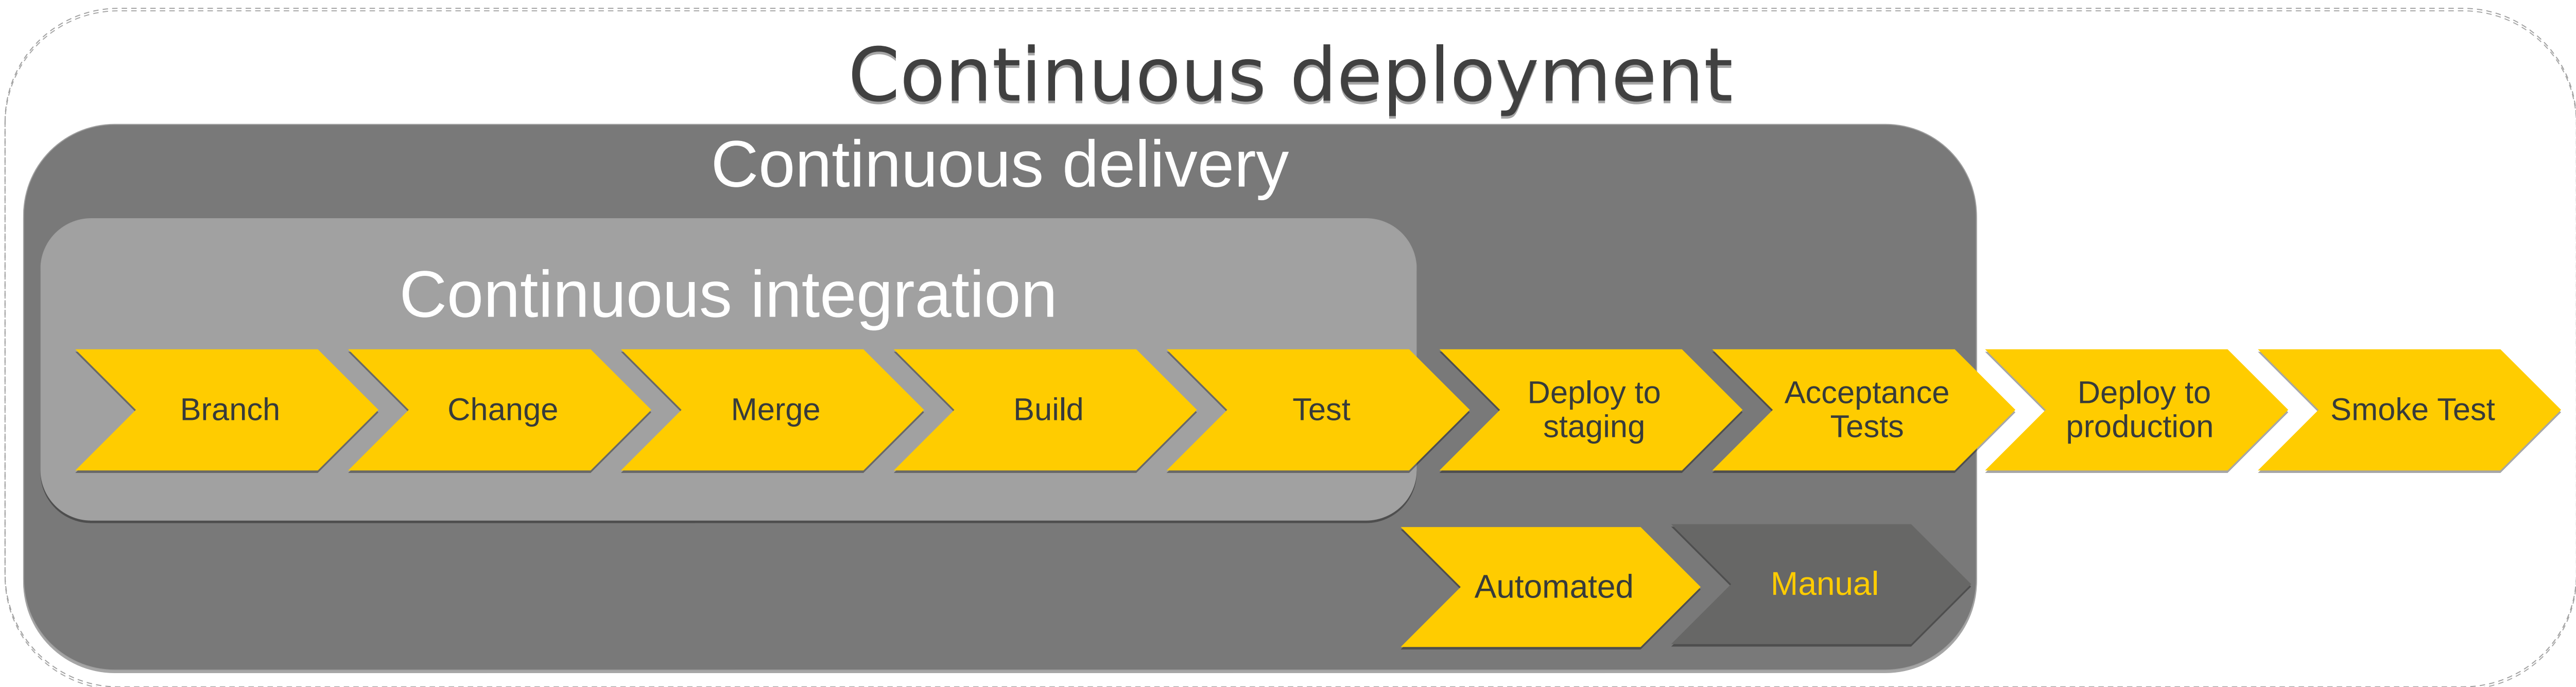 Continuous deployment
Continuous delivery
Continuous integration
Branch
Change
Merge
Build
Test
Deploy to
staging
Acceptance
Tests
Deploy to
production
Smoke Test
Automated
Manual